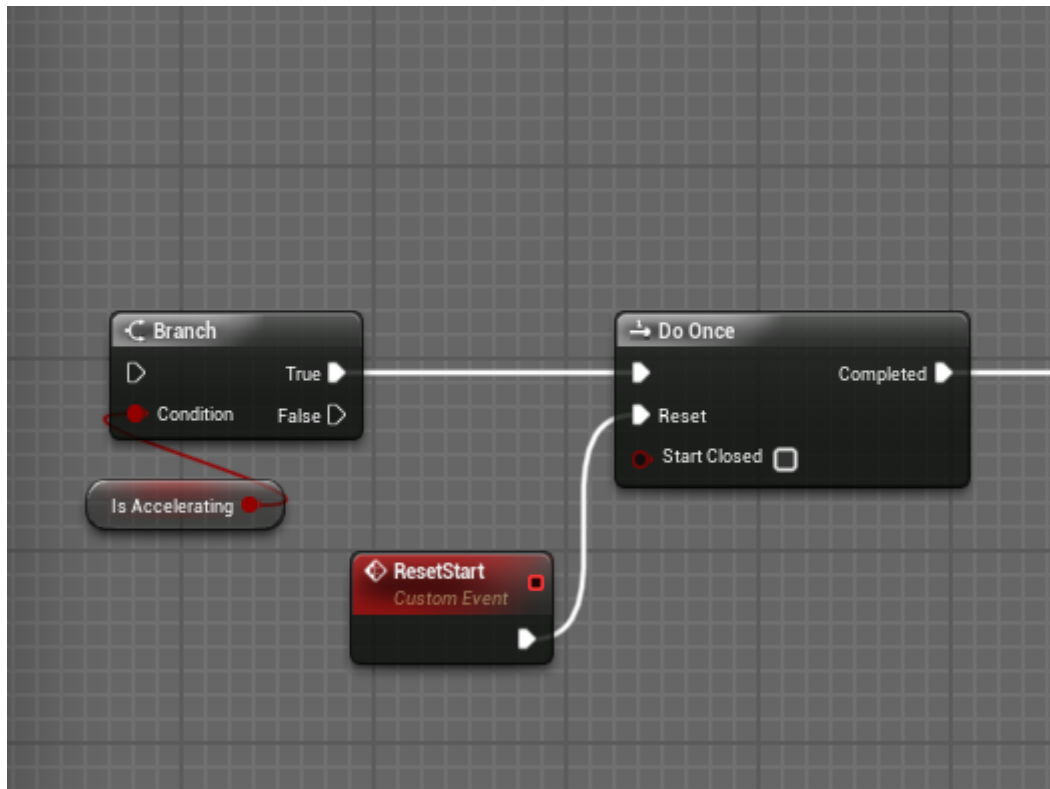 Branch
True
Condition
False
Is Accelerating
Do Once
Completed
Reset
Start Closed
ResetStart
Custom Event